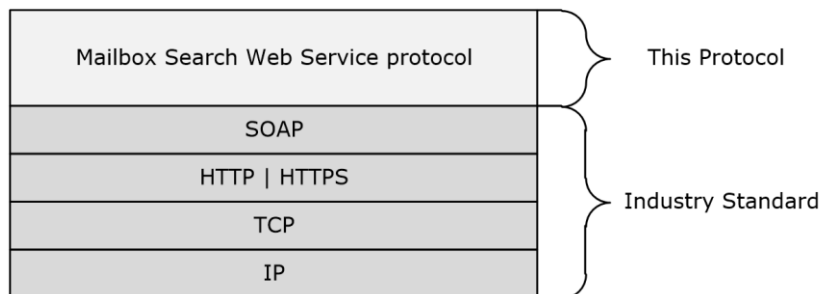 Mailbox Search Web Service protocol
This Protocol
SOAP
HTTP | HTTPS
TCP
IP
Industry Standard